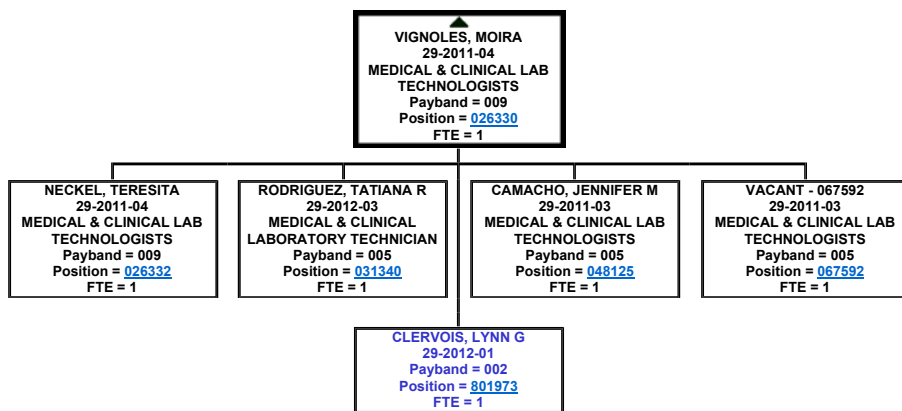 VIGNOLES, MOIRA
29-2011-04
MEDICAL & CLINICAL LAB
TECHNOLOGISTS
Payband = 009
Position = 026330
FTE = 1
NECKEL, TERESITA
29-2011-04
MEDICAL & CLINICAL LAB
TECHNOLOGISTS
Payband = 009
Position = 026332
FTE = 1
RODRIGUEZ, TATIANA R
29-2012-03
MEDICAL & CLINICAL
LABORATORY TECHNICIAN
Payband = 005
Position = 031340
FTE = 1
CAMACHO, JENNIFER M
29-2011-03
MEDICAL & CLINICAL LAB
TECHNOLOGISTS
Payband = 005
Position = 048125
FTE = 1
VACANT - 067592
29-2011-03
MEDICAL & CLINICAL LAB
TECHNOLOGISTS
Payband = 005
Position = 067592
FTE = 1
CLERVOIS, LYNN G
29-2012-01
Payband = 002
Position = 801973
FTE = 1